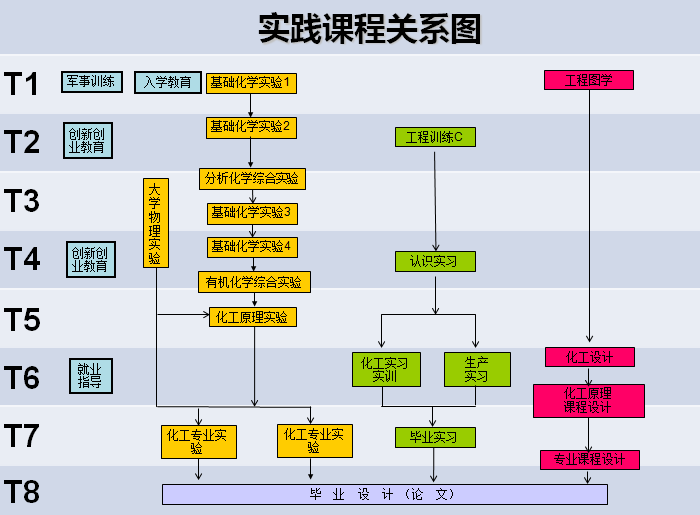 实践课程关系图
T1
军事训练
入学教育
基础化学实验1
工程图学
T2
创新创
业教育
基础化学实验2
工程训练C
T3
大学物理实验
分析化学综合实验
基础化学实验3
T4
创新创
业教育
基础化学实验4
认识实习
有机化学综合实验
T5
化工原理实验
T6
就业
指导
化工实习
实训
生产
实习
化工设计
化工原理
课程设计
T7
化工专业实
验
化工专业实
验
毕业实习
专业课程设计
T8
毕 业 设 计（论 文）